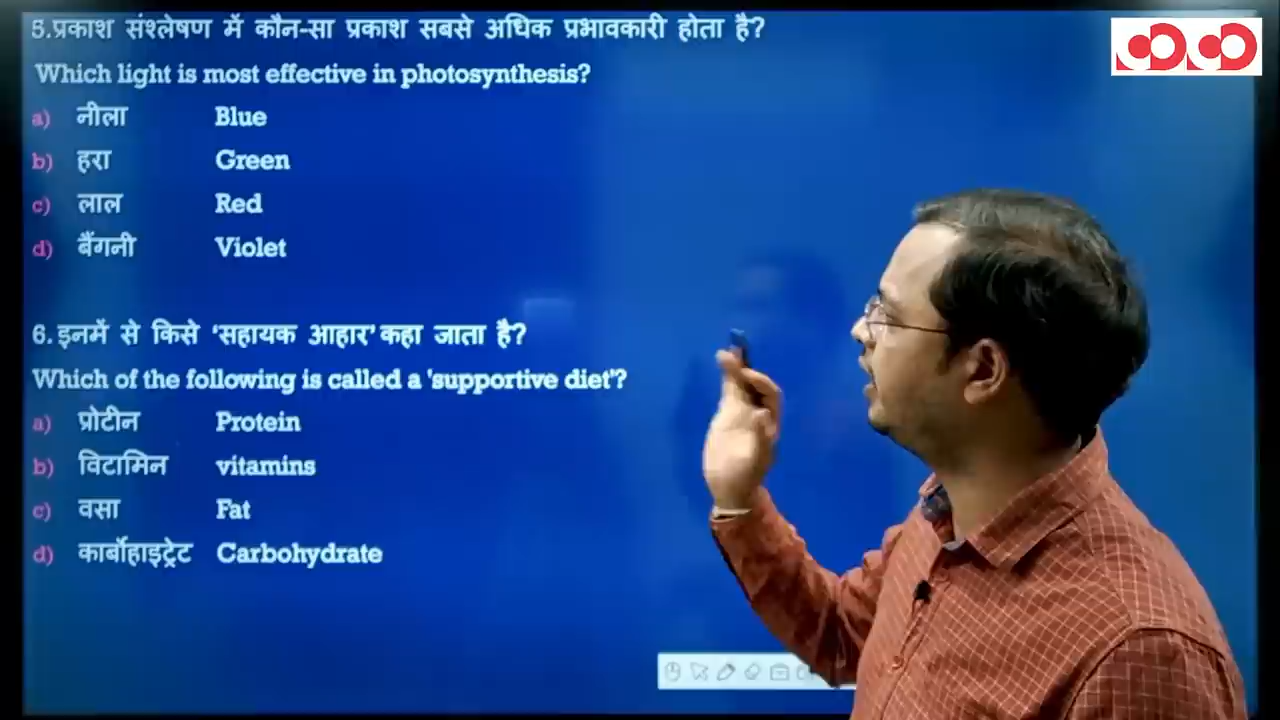 5.प्रकाश संश्लेषण में कौन-सा प्रकाश सबसे अधिक प्रभावकारी होता है?
Which light is most effective in photosynthesis?
a) नीला Blue
b) हरा Green
c) लाल Red
d) बैंगनी Violet
6.इनमें से किसे ‘सहायक आहार’ कहा जाता है?
Which of the following is called a 'supportive diet'?
a) प्रोटीन Protein
b) विटामिन vitamins
c) वसा Fat
d) कार्बोहाइट्रेट Carbohydrate